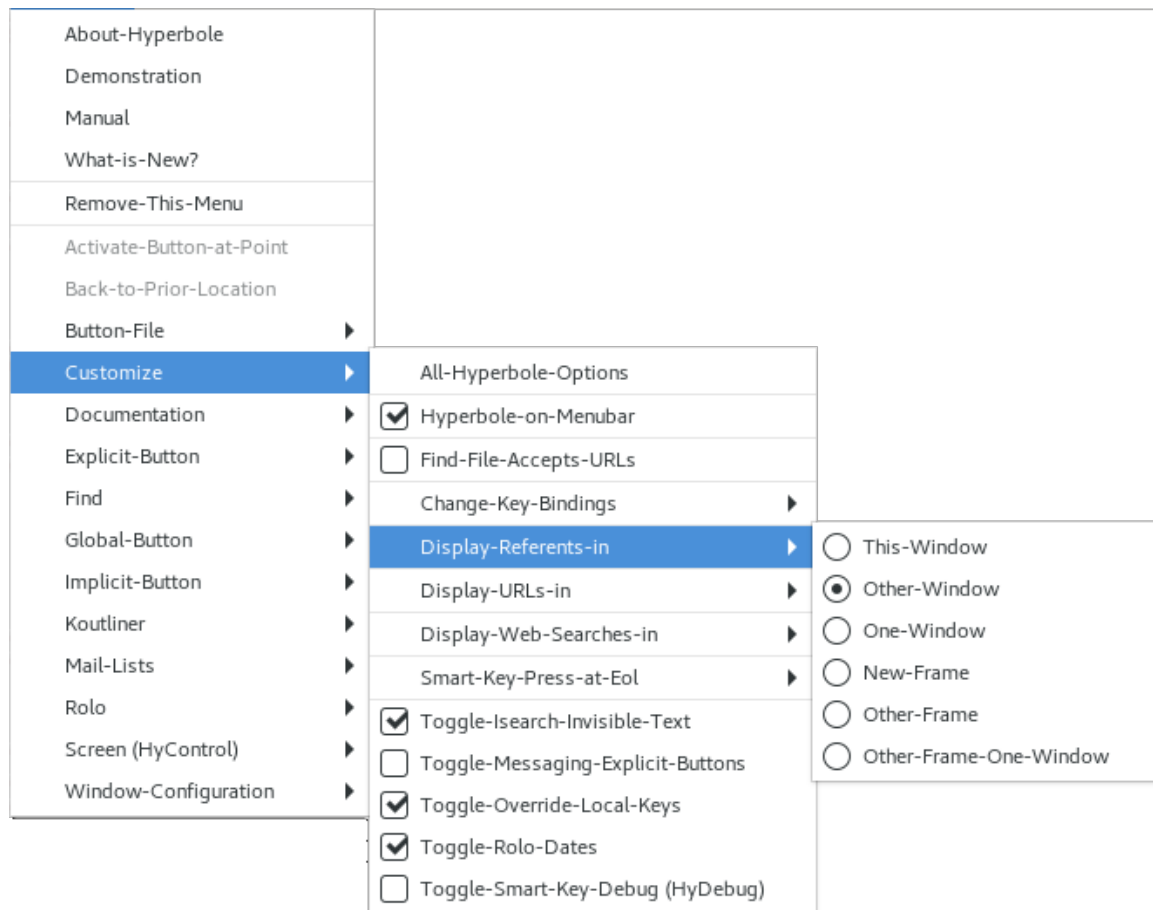 About-Hyperbole
Demonstration
Manual
What-is-New?
Remove-This-Menu
Activate-Button-at-Point
Back-to-Prior-Location
Button-File
Customize
Documentation
Explicit-Button
Find
Global-Button
Implicit-Button
Koutliner
Mail-Lists
Rolo
Screen (HyControl)
Window-Configuration
All-Hyperbole-Options
Hyperbole-on-Menubar
Find-File-Accepts-URLs
Change-Key-Bindings
Display-Referents-in
Display-URLs-in
Display-Web-Searches-in
Smart-Key-Press-at-Eol
Toggle-Isearch-Invisible-Text
Toggle-Messaging-Explicit-Buttons
Toggle-Override-Local-Keys
Toggle-Rolo-Dates
Toggle-Smart-Key-Debug (HyDebug)
This-Window
Other-Window
One-Window
New-Frame
Other-Frame
Other-Frame-One-Window